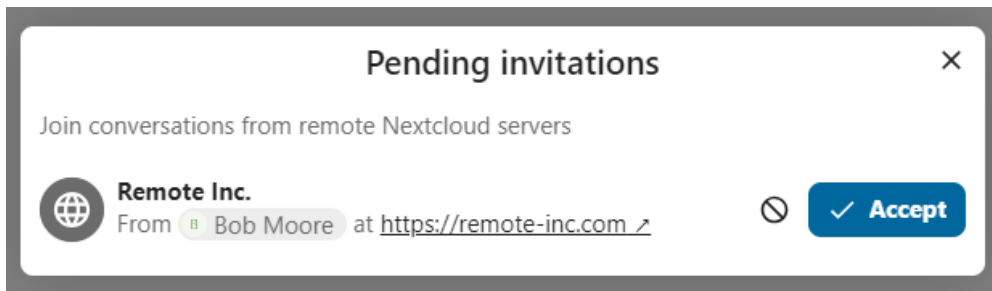 Pending invitations
Join conversations from remote Nextcloud servers
Remote Inc.
From Bob Moore at https://remote-inc.com ↗
Accept